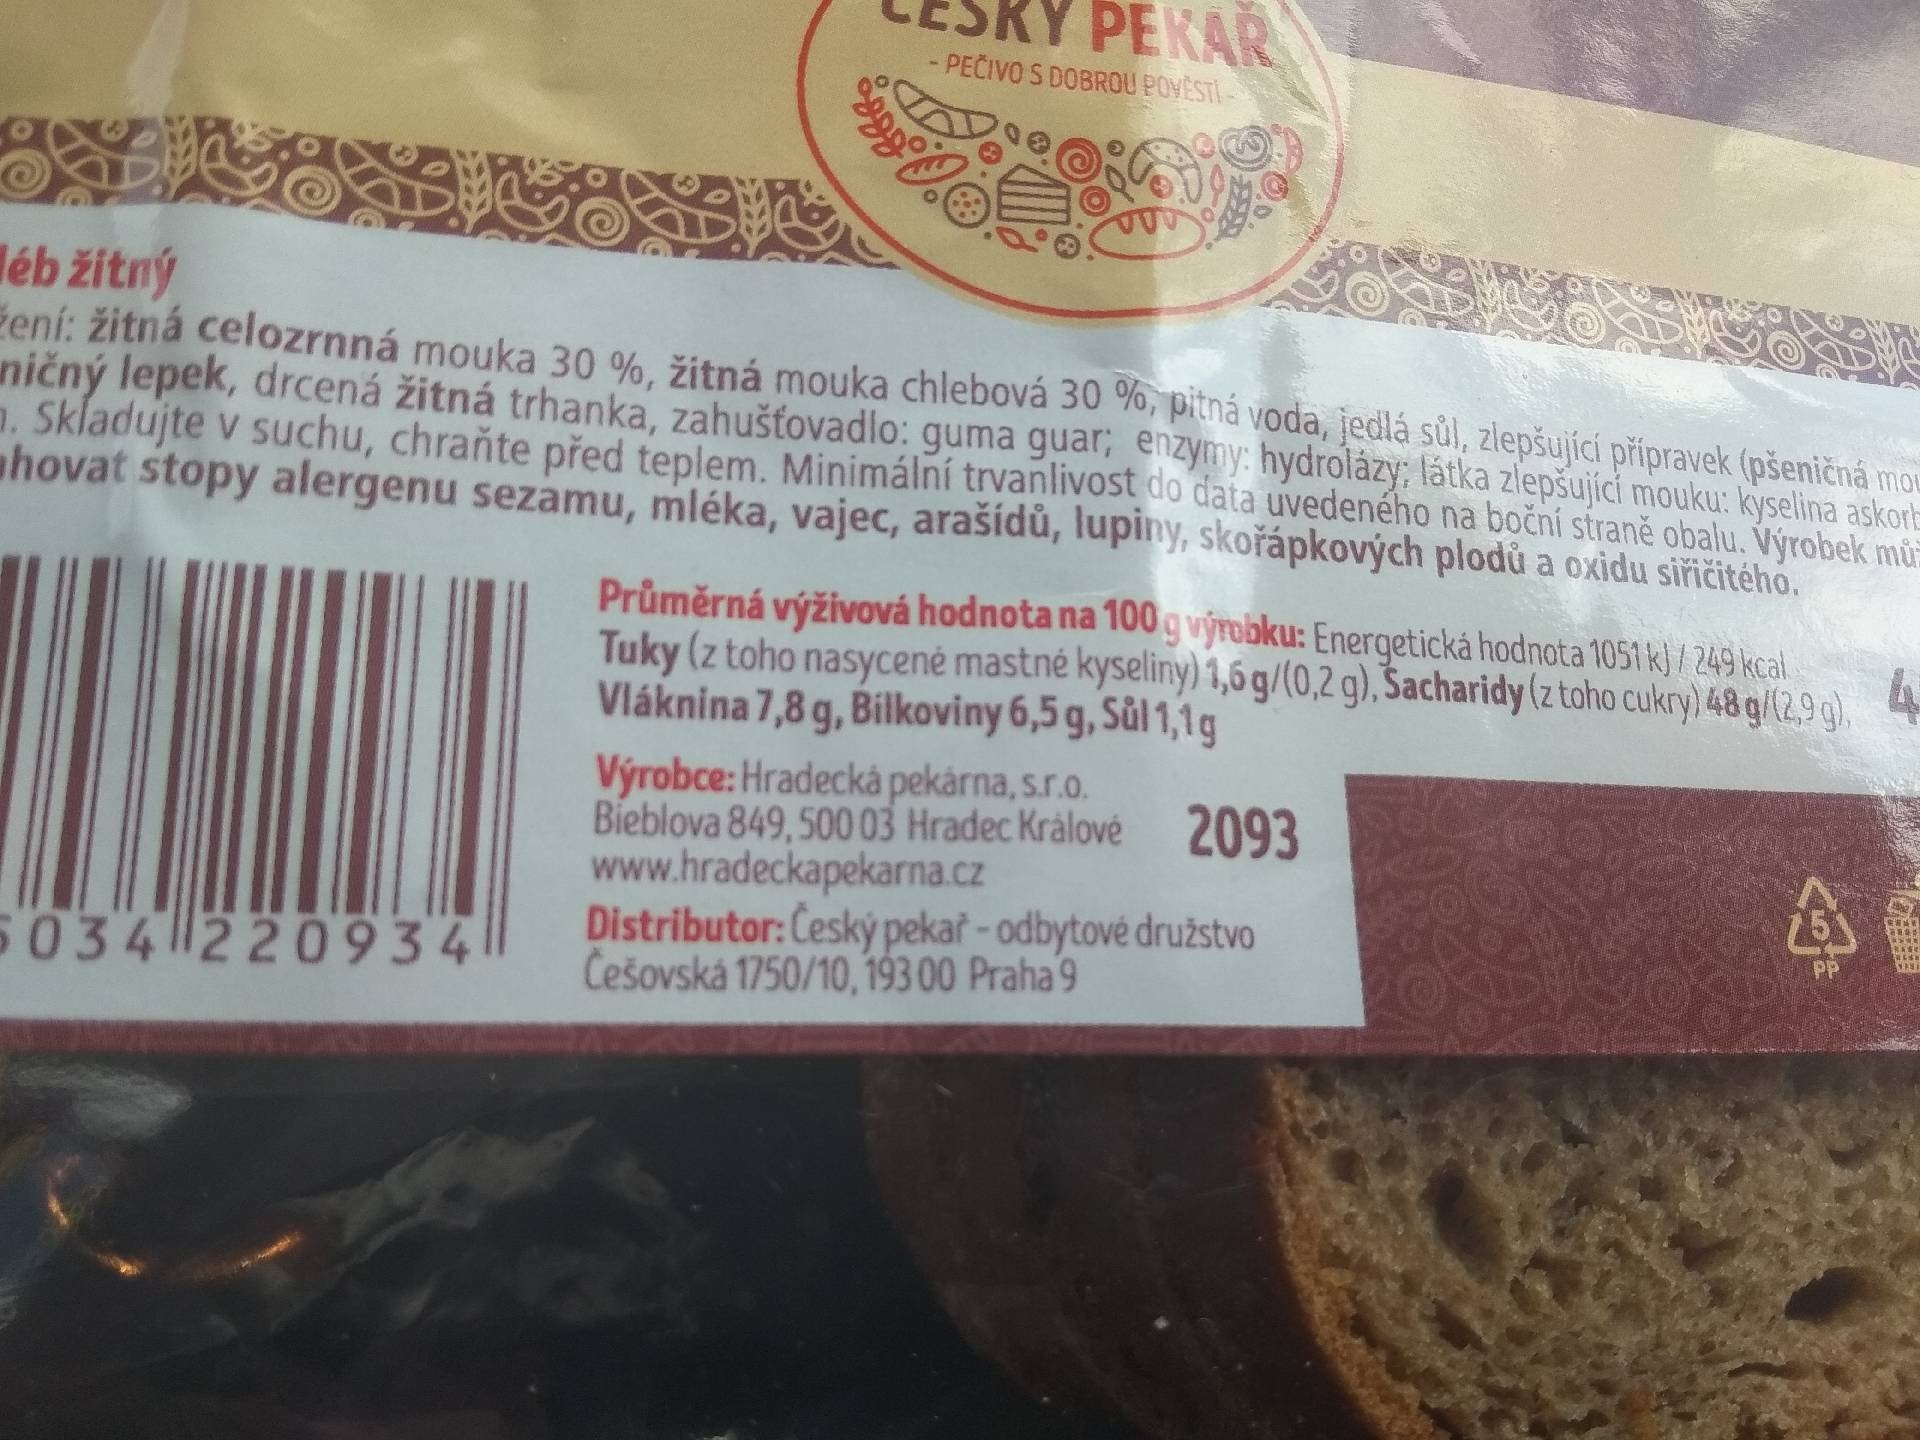 ČESKÝ PEKAŘ
- PEČIVO S DOBROU POVĚSTÍ -
léb žitný
žení: žitná celozrnná mouka 30 %, žitná mouka chlebová 30 %, pitná voda, jedlá sůl, zlepšující přípravek (pšeničná mou
ničný lepek, drcená žitná trhanka, zahušťovadlo: guma guar; enzymy: hydrolázy; látka zlepšující mouku: kyselina askorb
. Skladujte v suchu, chraňte před teplem. Minimální trvanlivost do data uvedeného na boční straně obalu. Výrobek můž
ahovat stopy alergenu sezamu, mléka, vajec, arašídů, lupiny, skořápkových plodů a oxidu siřičitého.
Průměrná výživová hodnota na 100 g výrobku: Energetická hodnota 1051 kJ / 249 kcal
Tuky (z toho nasycené mastné kyseliny) 1,6 g/(0,2 g), Sacharidy (z toho cukry) 48 g/(2,9 g),
Vláknina 7,8 g, Bílkoviny 6,5 g, Sůl 1,1 g
4
Výrobce: Hradecká pekárna, s.r.o.
Bieblova 849, 500 03 Hradec Králové
www.hradeckapekarna.cz
2093
Distributor: Český pekař - odbytové družstvo
Češovská 1750/10, 193 00 Praha 9
5034 220934
5
PP